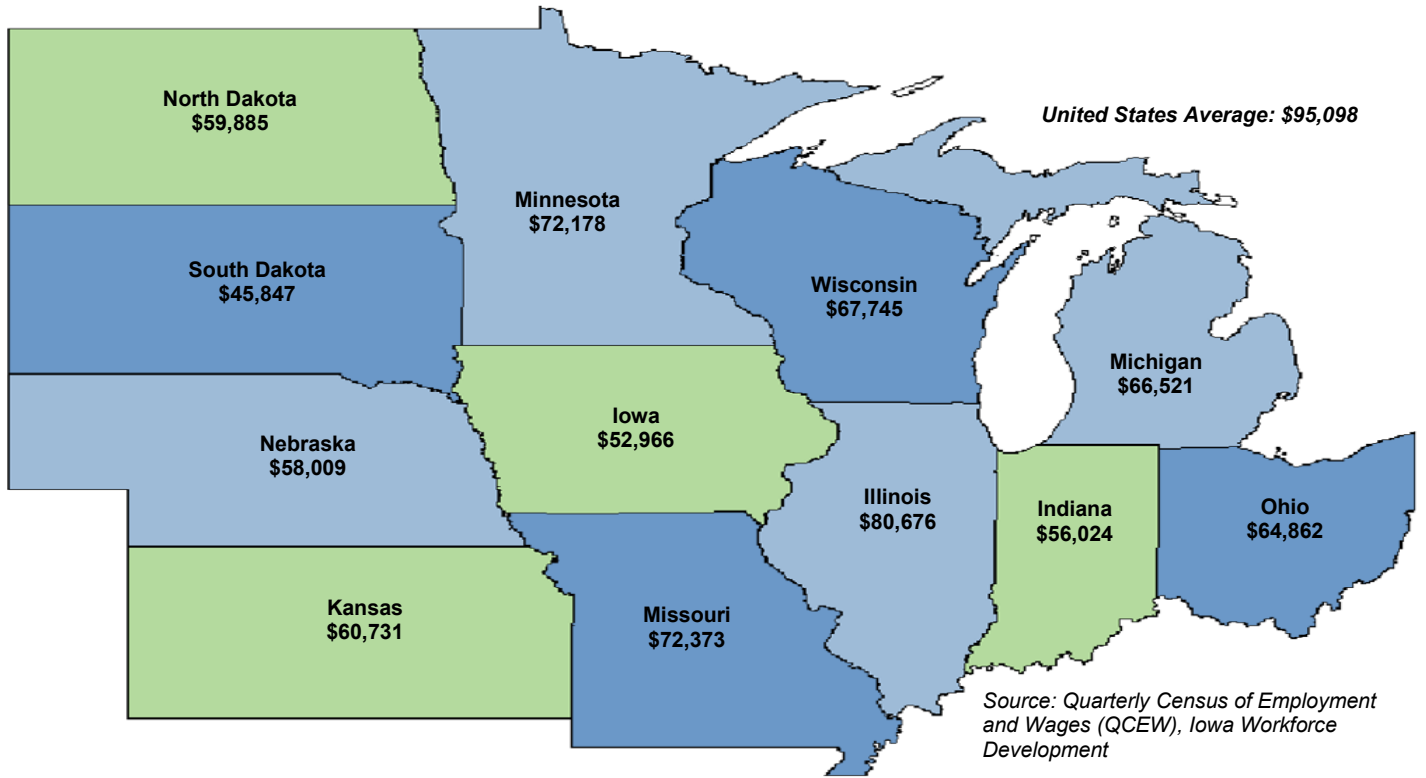 North Dakota
$59,885
United States Average: $95,098
Minnesota
$72,178
South Dakota
$45,847
Wisconsin
$67,745
Michigan
$66,521
Iowa
$52,966
Nebraska
$58,009
Illinois
$80,676
Indiana
$56,024
Ohio
$64,862
Kansas
$60,731
Missouri
$72,373
Source: Quarterly Census of Employment
and Wages (QCEW), Iowa Workforce
Development